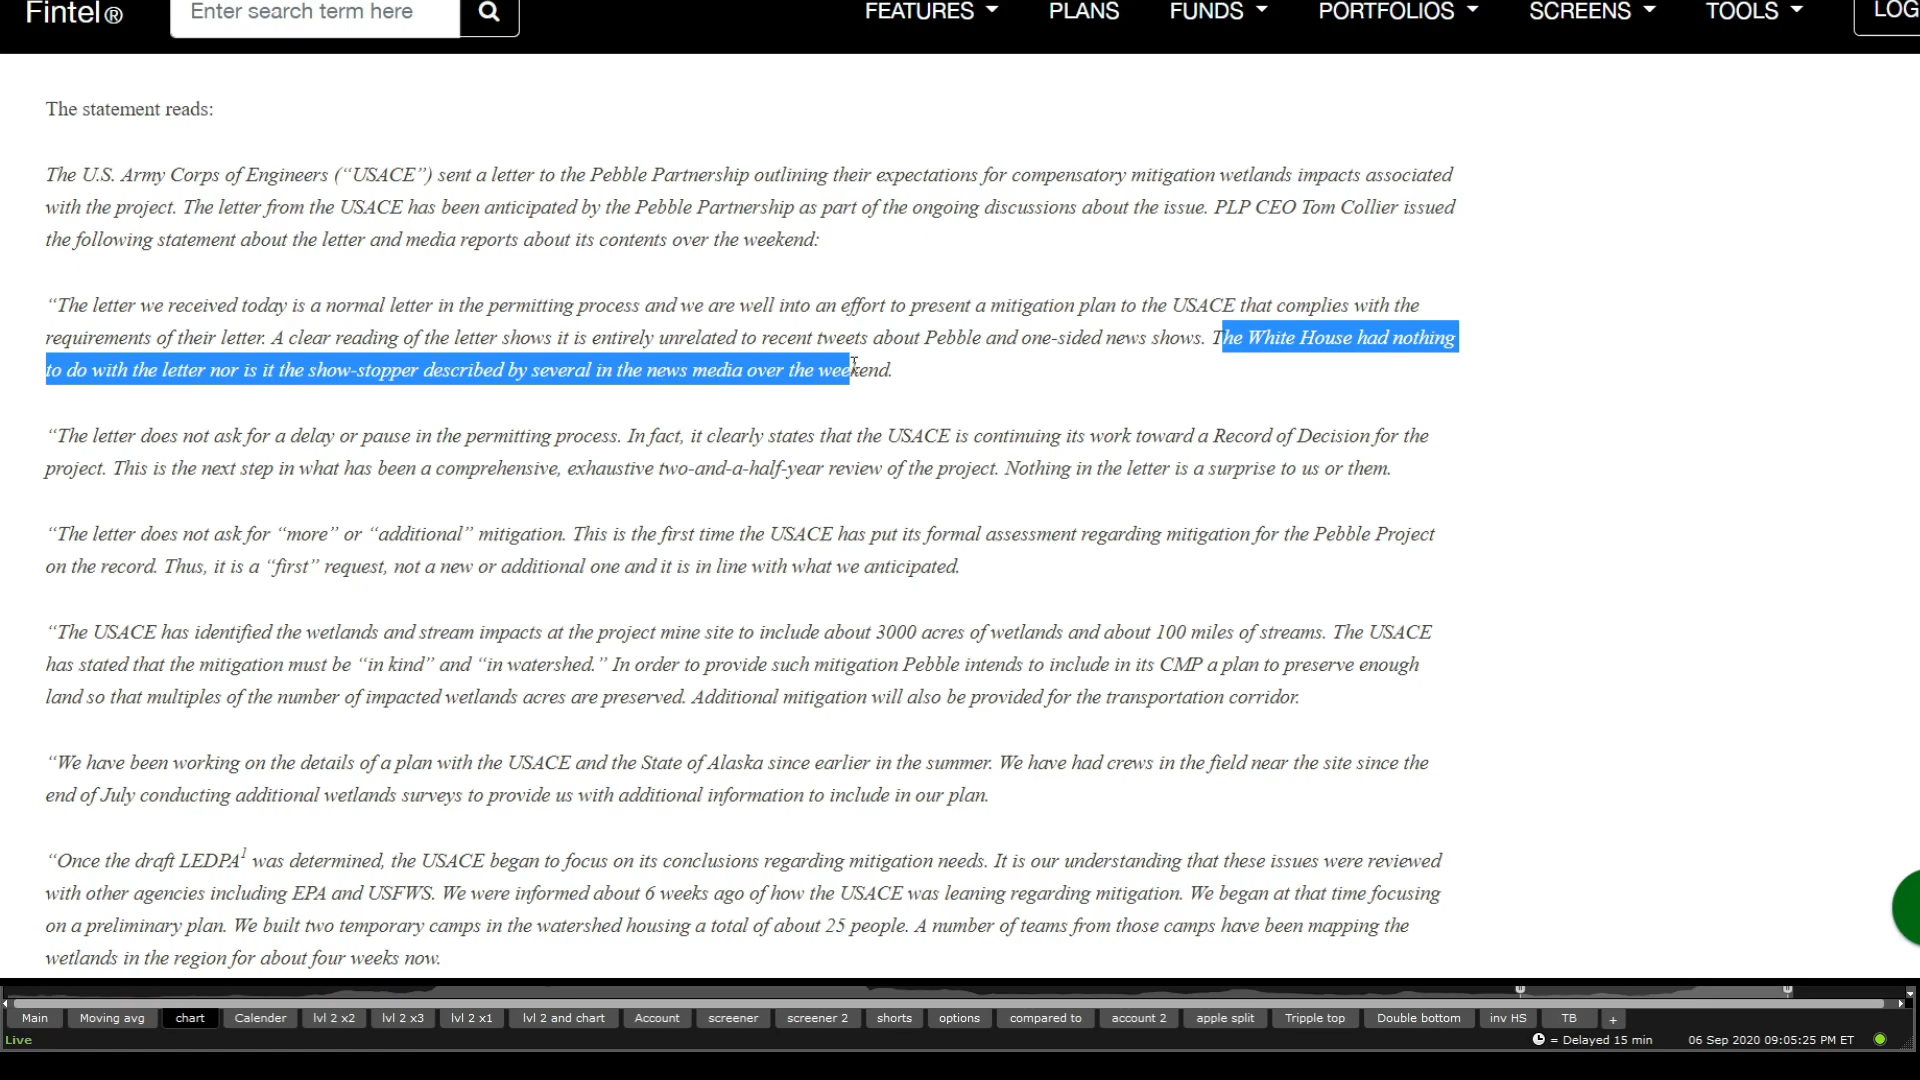 Fintel®
Enter search term here
FEATURES PLANS FUNDS PORTFOLIOS SCREENS TOOLS LOG
The statement reads:
The U.S. Army Corps of Engineers (“USACE”) sent a letter to the Pebble Partnership outlining their expectations for compensatory mitigation wetlands impacts associated
with the project. The letter from the USACE has been anticipated by the Pebble Partnership as part of the ongoing discussions about the issue. PLP CEO Tom Collier issued
the following statement about the letter and media reports about its contents over the weekend:
“The letter we received today is a normal letter in the permitting process and we are well into an effort to present a mitigation plan to the USACE that complies with the
requirements of their letter. A clear reading of the letter shows it is entirely unrelated to recent tweets about Pebble and one-sided news shows. The White House had nothing
to do with the letter nor is it the show-stopper described by several in the news media over the weekend.
“The letter does not ask for a delay or pause in the permitting process. In fact, it clearly states that the USACE is continuing its work toward a Record of Decision for the
project. This is the next step in what has been a comprehensive, exhaustive two-and-a-half-year review of the project. Nothing in the letter is a surprise to us or them.
“The letter does not ask for “more” or “additional” mitigation. This is the first time the USACE has put its formal assessment regarding mitigation for the Pebble Project
on the record. Thus, it is a “first” request, not a new or additional one and it is in line with what we anticipated.
“The USACE has identified the wetlands and stream impacts at the project mine site to include about 3000 acres of wetlands and about 100 miles of streams. The USACE
has stated that the mitigation must be “in kind” and “in watershed.” In order to provide such mitigation Pebble intends to include in its CMP a plan to preserve enough
land so that multiples of the number of impacted wetlands acres are preserved. Additional mitigation will also be provided for the transportation corridor.
“We have been working on the details of a plan with the USACE and the State of Alaska since earlier in the summer. We have had crews in the field near the site since the
end of July conducting additional wetlands surveys to provide us with additional information to include in our plan.
“Once the draft LEDPA1 was determined, the USACE began to focus on its conclusions regarding mitigation needs. It is our understanding that these issues were reviewed
with other agencies including EPA and USFWS. We were informed about 6 weeks ago of how the USACE was leaning regarding mitigation. We began at that time focusing
on a preliminary plan. We built two temporary camps in the watershed housing a total of about 25 people. A number of teams from those camps have been mapping the
wetlands in the region for about four weeks now.
Main Moving avg chart Calender lvl 2 x2 lvl 2 x3 lvl 2 x1 lvl 2 and chart Account screener screener 2 shorts options compared to account 2 apple split Tripple top Double bottom inv HS TB +
Live = Delayed 15 min 06 Sep 2020 09:05:25 PM ET